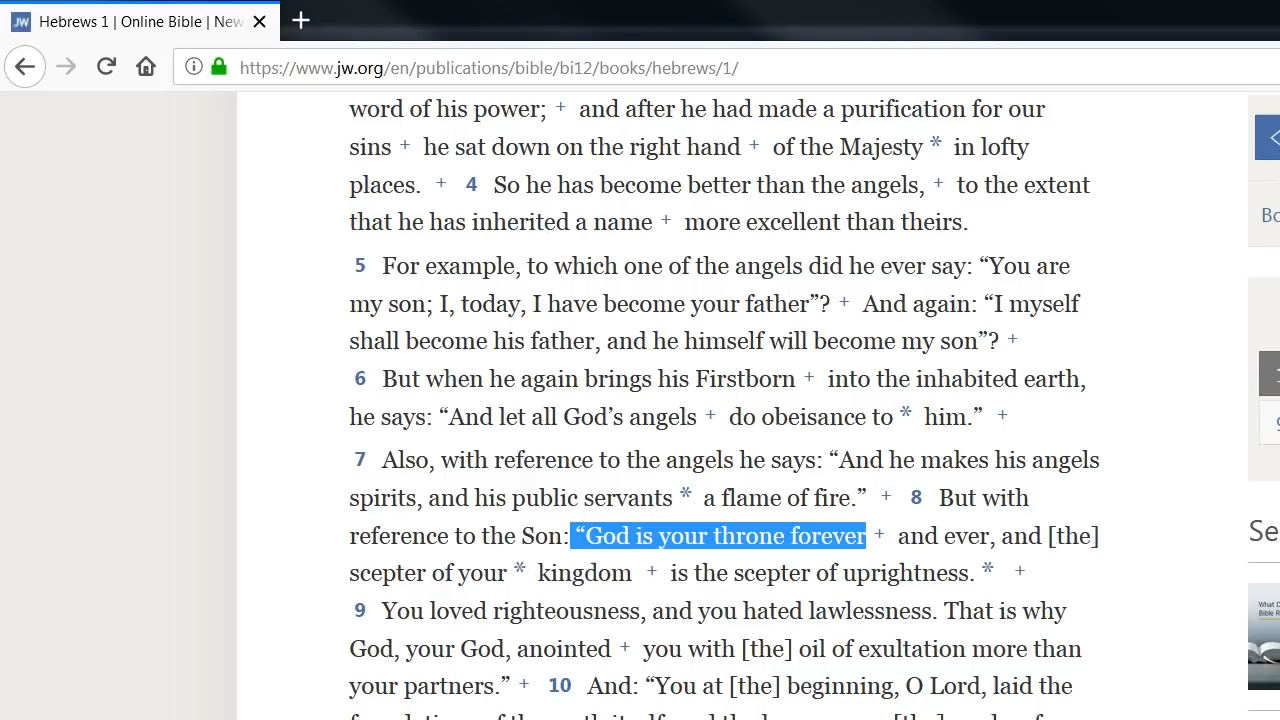 Hebrews 1 | Online Bible | New
https://www.jw.org/en/publications/bible/bi12/books/hebrews/1/
word of his power; + and after he had made a purification for our
sins + he sat down on the right hand + of the Majesty * in lofty
places. + 4 So he has become better than the angels, + to the extent
that he has inherited a name + more excellent than theirs.
5 For example, to which one of the angels did he ever say: “You are
my son; I, today, I have become your father”? + And again: “I myself
shall become his father, and he himself will become my son”? +
6 But when he again brings his Firstborn + into the inhabited earth,
he says: “And let all God’s angels + do obeisance to * him.” +
7 Also, with reference to the angels he says: “And he makes his angels
spirits, and his public servants * a flame of fire.” + 8 But with
reference to the Son: “God is your throne forever + and ever, and [the]
scepter of your * kingdom + is the scepter of uprightness. * +
9 You loved righteousness, and you hated lawlessness. That is why
God, your God, anointed + you with [the] oil of exultation more than
your partners.” + 10 And: “You at [the] beginning, O Lord, laid the
JW
Bo
Se
What D
Bible R